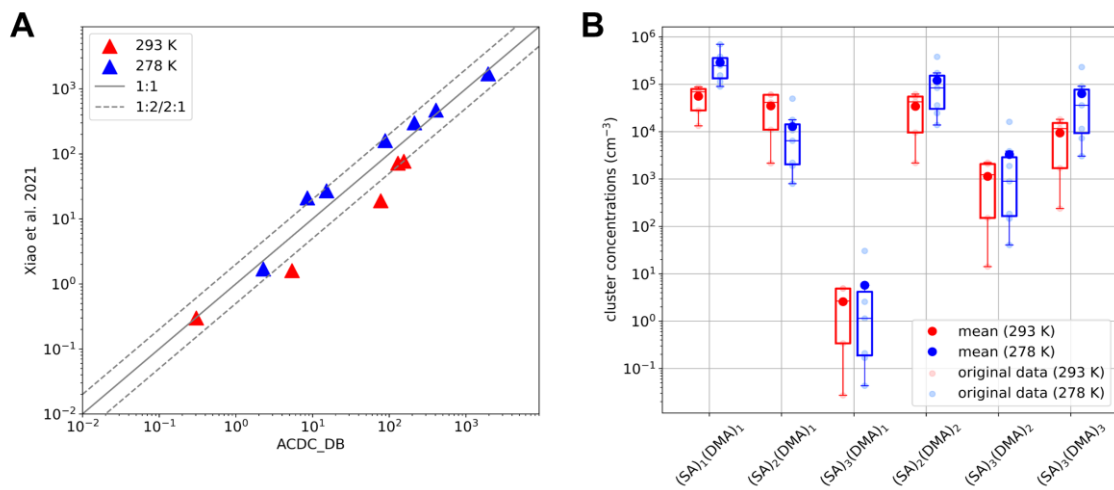 A
293 K
278 K
1:1
1:2/2:1
10³
10²
10¹
10⁰
10⁻¹
10⁻²
Xiao et al. 2021
10⁻²
10⁻¹
10⁰
10¹
10²
10³
ACDC_DB
B
10⁶
10⁵
10⁴
10³
10²
10¹
10⁰
10⁻¹
cluster concentrations (cm⁻³)
mean (293 K)
mean (278 K)
original data (293 K)
original data (278 K)
(SA)₁(DMA)₁
(SA)₂(DMA)₁
(SA)₃(DMA)₁
(SA)₂(DMA)₂
(SA)₃(DMA)₂
(SA)₃(DMA)₃